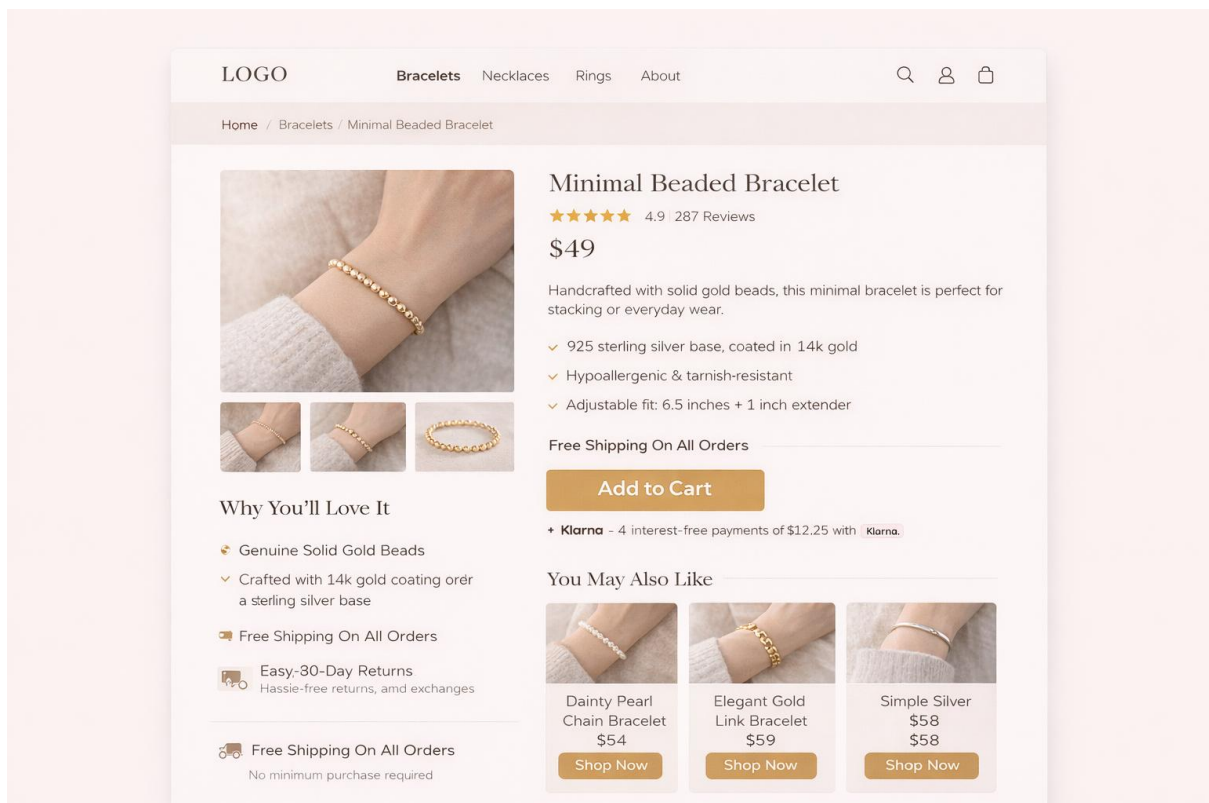 LOGO
Bracelets Necklaces Rings About
Home / Bracelets / Minimal Beaded Bracelet
Minimal Beaded Bracelet
4.9 287 Reviews
$49
Handcrafted with solid gold beads, this minimal bracelet is perfect for
stacking or everyday wear.
925 sterling silver base, coated in 14k gold
Hypoallergenic & tarnish-resistant
Adjustable fit: 6.5 inches + 1 inch extender
Free Shipping On All Orders
Add to Cart
+ Klarna - 4 interest-free payments of $12.25 with Klarna.
Why You'll Love It
Genuine Solid Gold Beads
Crafted with 14k gold coating ordr
a sterling silver base
Free Shipping On All Orders
Easy,-30-Day Returns
Hassie-free returns, amd exchanges
Free Shipping On All Orders
No minimum purchase required
You May Also Like
Dainty Pearl
Chain Bracelet
$54
Shop Now
Elegant Gold
Link Bracelet
$59
Shop Now
Simple Silver
$58
$58
Shop Now